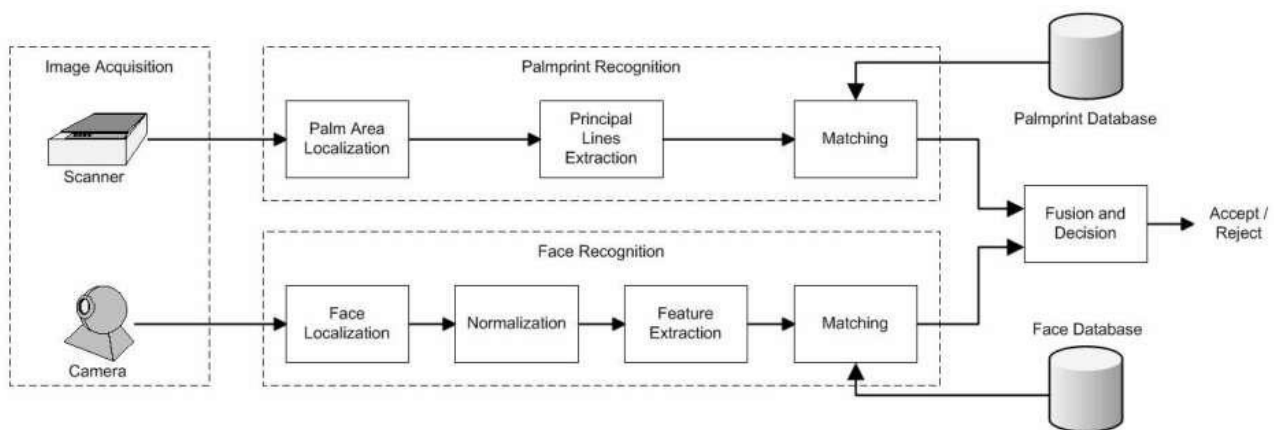 Image Acquisition
Scanner
Camera
Palmprint Recognition
Palm Area
Localization
Principal
Lines
Extraction
Matching
Palmprint Database
Face Recognition
Face
Localization
Normalization
Feature
Extraction
Matching
Face Database
Fusion and
Decision
Accept /
Reject